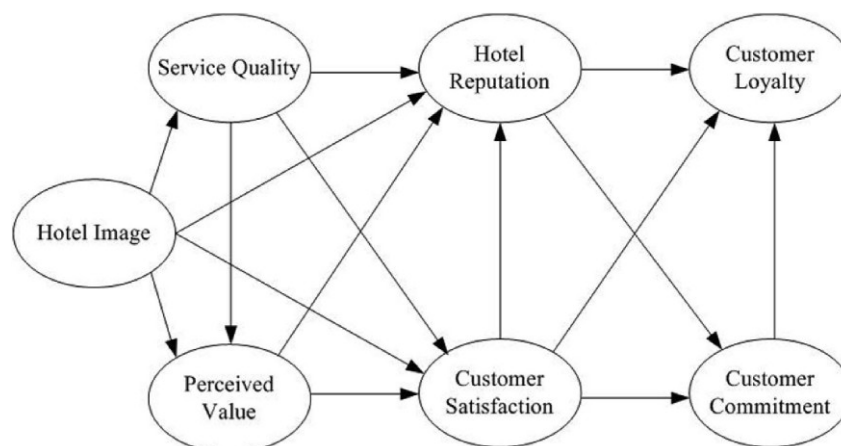 Service Quality
Hotel
Reputation
Customer
Loyalty
Hotel Image
Perceived
Value
Customer
Satisfaction
Customer
Commitment